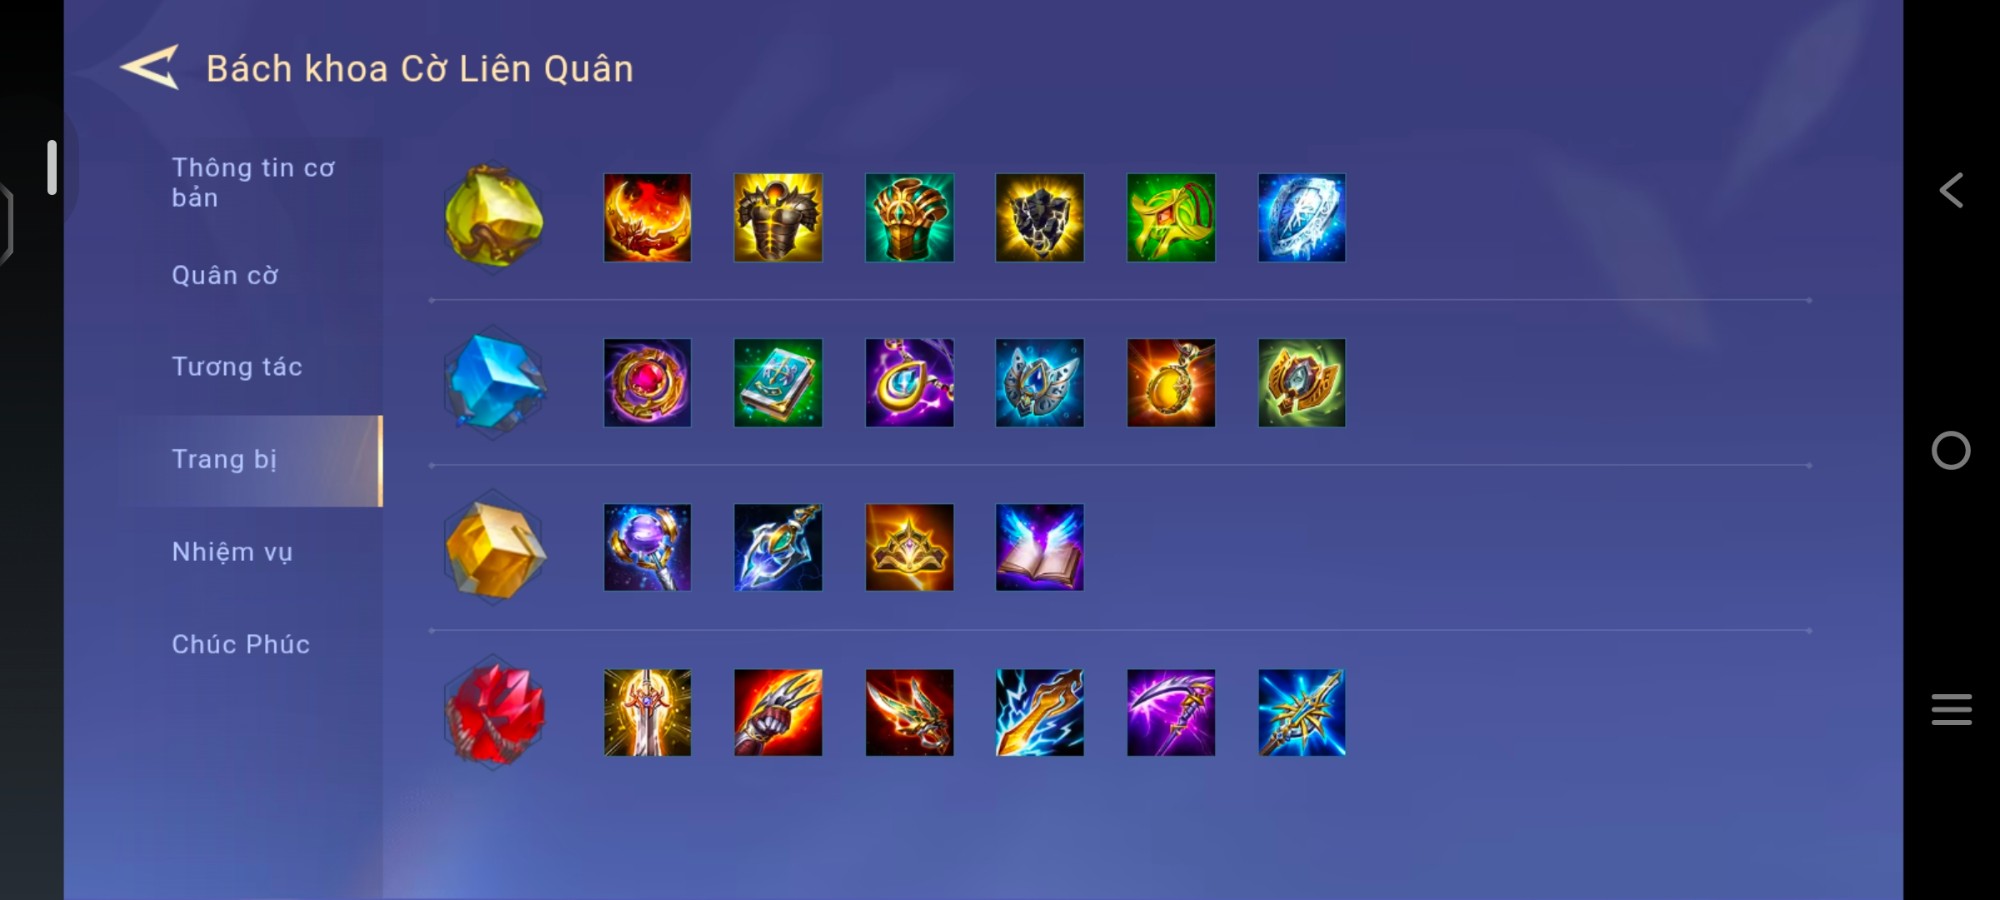 Bách khoa Cờ Liên Quân
Thông tin cơ
bản
Quân cờ
Tương tác
Trang bị
Nhiệm vụ
Chúc Phúc